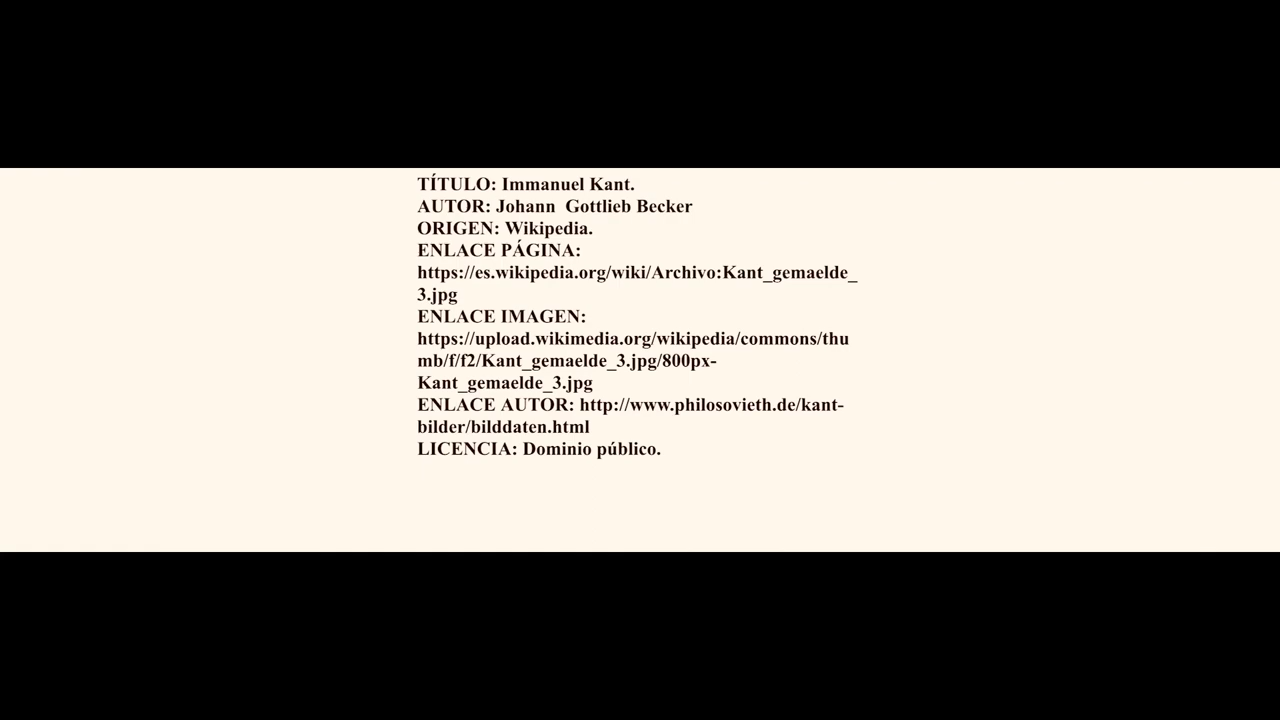 TÍTULO: Immanuel Kant.
AUTOR: Johann  Gottlieb Becker
ORIGEN: Wikipedia.
ENLACE PÁGINA:
https://es.wikipedia.org/wiki/Archivo:Kant_gemaelde_
3.jpg
ENLACE IMAGEN:
https://upload.wikimedia.org/wikipedia/commons/thu
mb/f/f2/Kant_gemaelde_3.jpg/800px-
Kant_gemaelde_3.jpg
ENLACE AUTOR: http://www.philosovieth.de/kant-
bilder/bilddaten.html
LICENCIA: Dominio público.